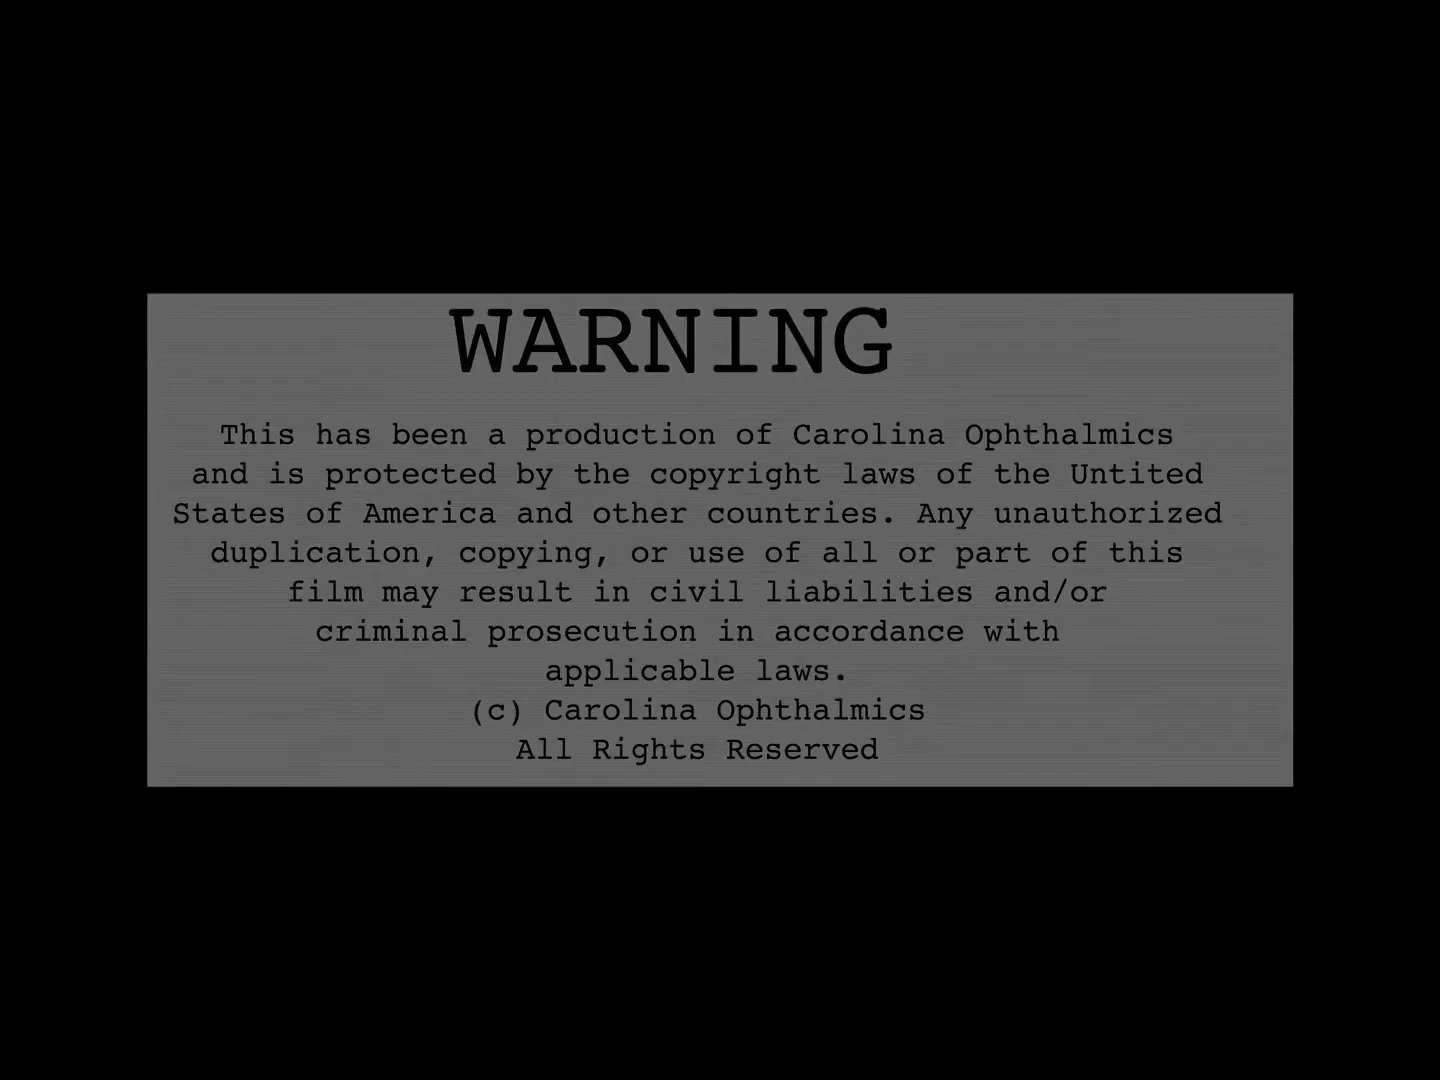 WARNING
This has been a production of Carolina Ophthalmics
and is protected by the copyright laws of the Untited
States of America and other countries. Any unauthorized
duplication, copying, or use of all or part of this
film may result in civil liabilities and/or
criminal prosecution in accordance with
applicable laws.
(c) Carolina Ophthalmics
All Rights Reserved